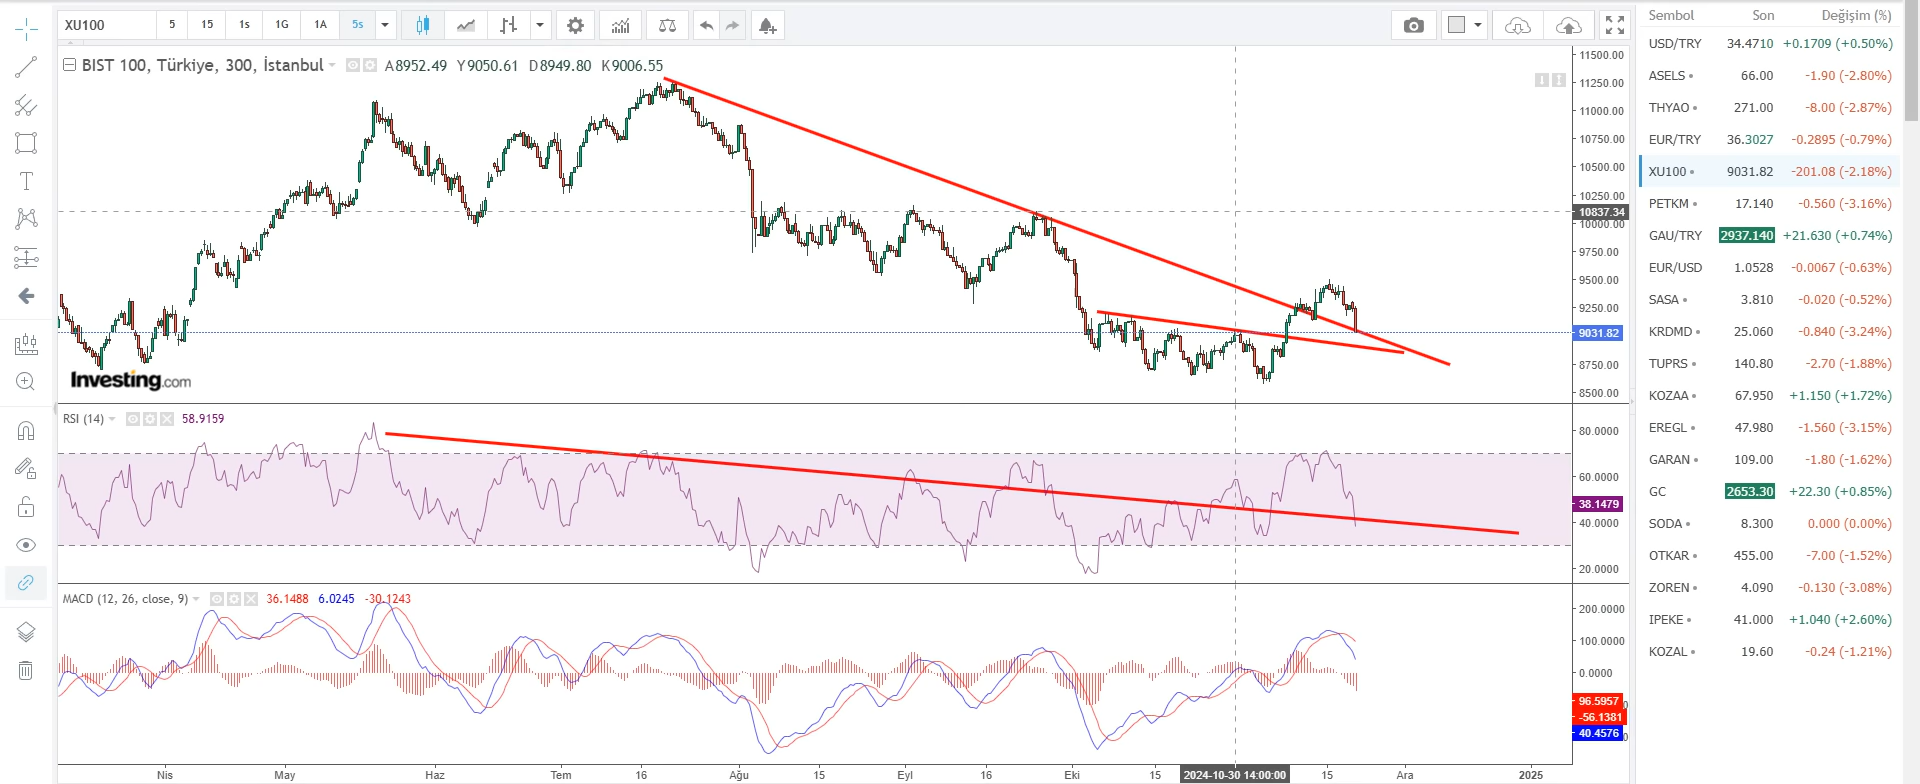 XU100 5 15 1s 1G 1A 5s
BIST 100, Türkiye, 300, İstanbul A8952.49 Y9050.61 D8949.80 K9006.55
11500.00
11250.00
11000.00
10750.00
10500.00
10250.00
10837.34
10000.00
9750.00
9500.00
9250.00
9031.82
8750.00
8500.00
Investing.com
RSI (14) 58.9159
80.0000
60.0000
38.1479
40.0000
20.0000
MACD (12, 26, close, 9) 36.1488 6.0245 -30.1243
200.0000
100.0000
0.0000
96.5957
-56.1381
40.4576
Nis May Haz Tem 16 Ağu 15 Eyl 16 Eki 15 2024-10-30 14:00:00 15 Ara 2025
Sembol Son Değişim (%)
USD/TRY 34.4710 +0.1709 (+0.50%)
ASELS 66.00 -1.90 (-2.80%)
THYAO 271.00 -8.00 (-2.87%)
EUR/TRY 36.3027 -0.2895 (-0.79%)
XU100 9031.82 -201.08 (-2.18%)
PETKM 17.140 -0.560 (-3.16%)
GAU/TRY 2937.140 +21.630 (+0.74%)
EUR/USD 1.0528 -0.0067 (-0.63%)
SASA 3.810 -0.020 (-0.52%)
KRDMD 25.060 -0.840 (-3.24%)
TUPRS 140.80 -2.70 (-1.88%)
KOZAA 67.950 +1.150 (+1.72%)
EREGL 47.980 -1.560 (-3.15%)
GARAN 109.00 -1.80 (-1.62%)
GC 2653.30 +22.30 (+0.85%)
SODA 8.300 0.000 (0.00%)
OTKAR 455.00 -7.00 (-1.52%)
ZOREN 4.090 -0.130 (-3.08%)
IPEKE 41.000 +1.040 (+2.60%)
KOZAL 19.60 -0.24 (-1.21%)